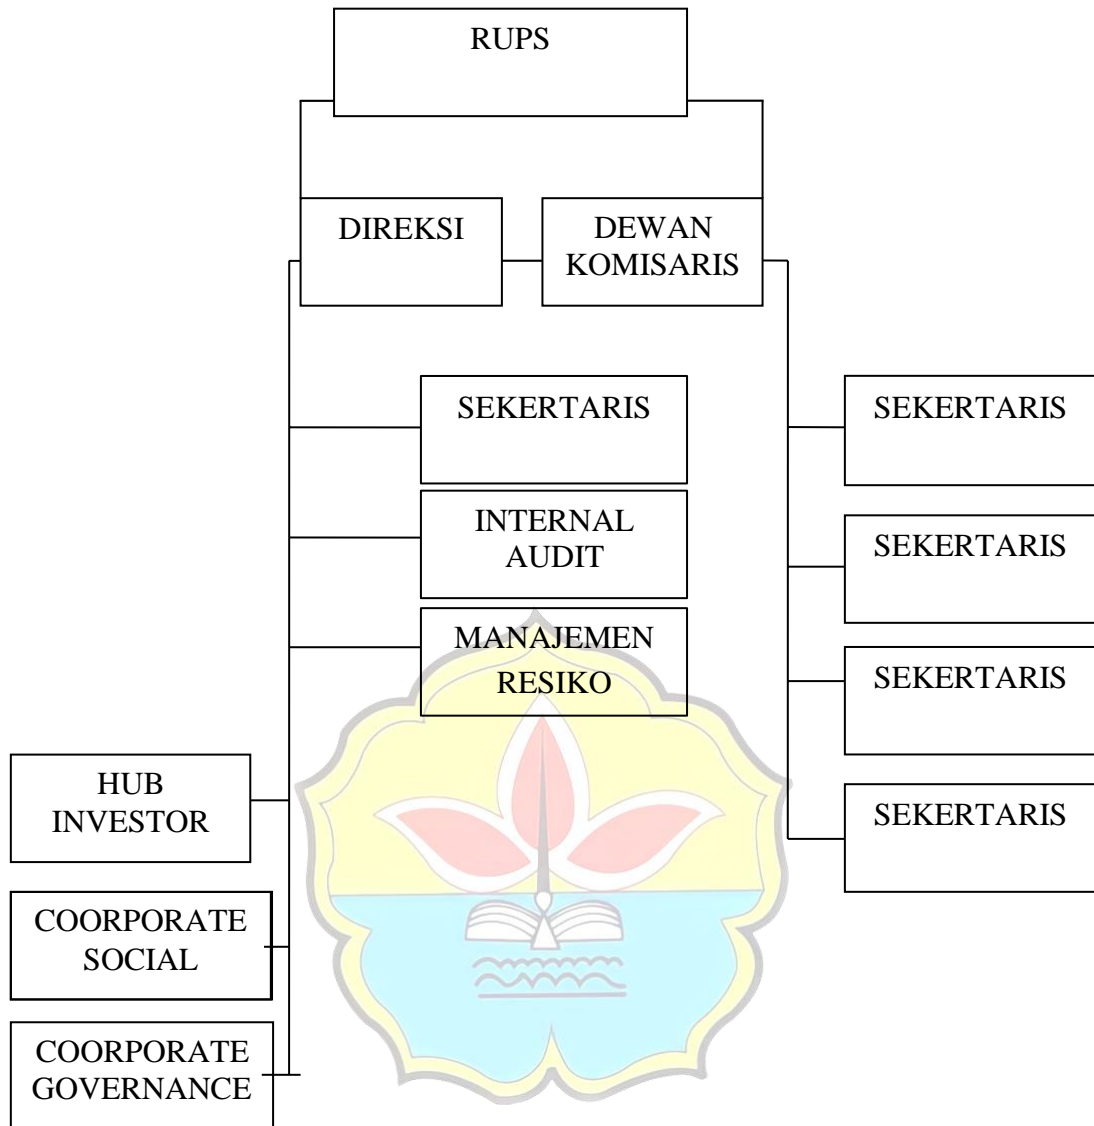 RUPS
DIREKSI
DEWAN
KOMISARIS
SEKERTARIS
SEKERTARIS
INTERNAL
AUDIT
SEKERTARIS
MANAJEMEN
RESIKO
SEKERTARIS
HUB
INVESTOR
SEKERTARIS
COORPORATE
SOCIAL
COORPORATE
GOVERNANCE